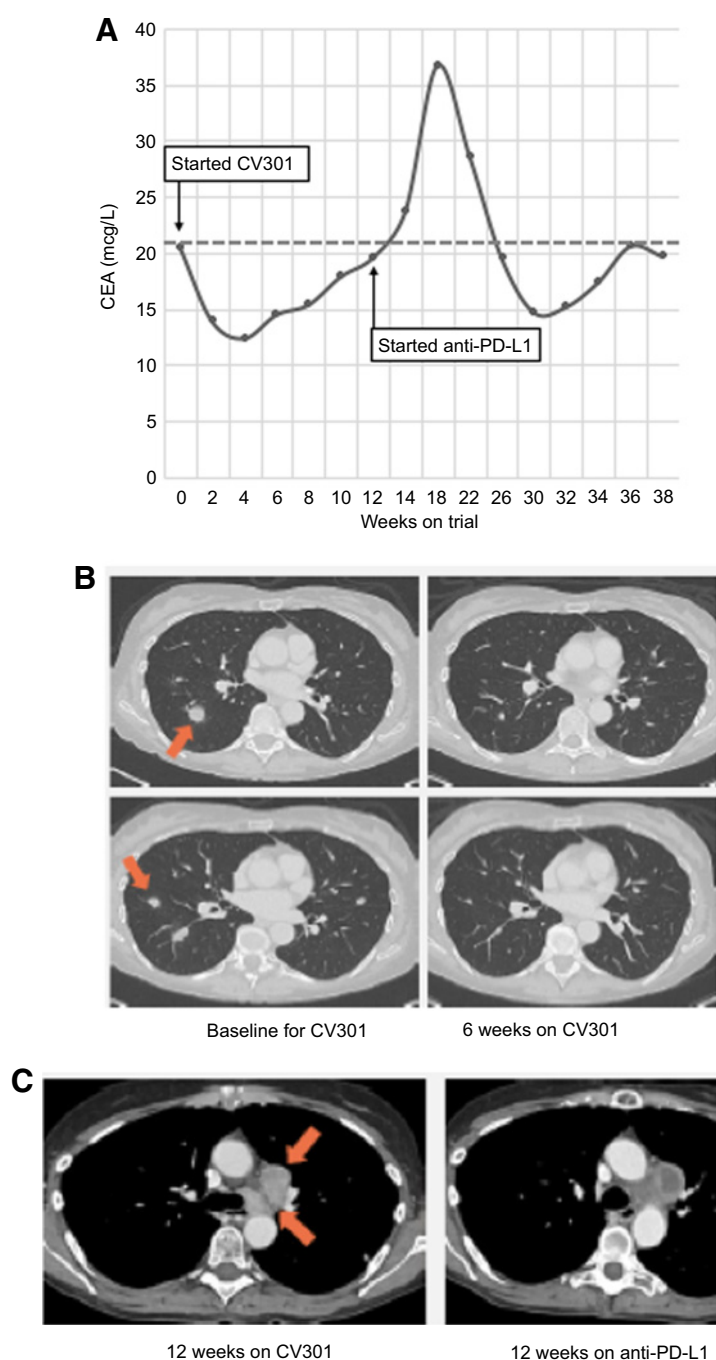 A
40
35
30
25
20
15
10
5
0
CEA (mcg/L)
Started CV301
Started anti-PD-L1
0 2 4 6 8 10 12 14 18 22 26 30 32 34 36 38
Weeks on trial
B
Baseline for CV301 6 weeks on CV301
C
12 weeks on CV301 12 weeks on anti-PD-L1